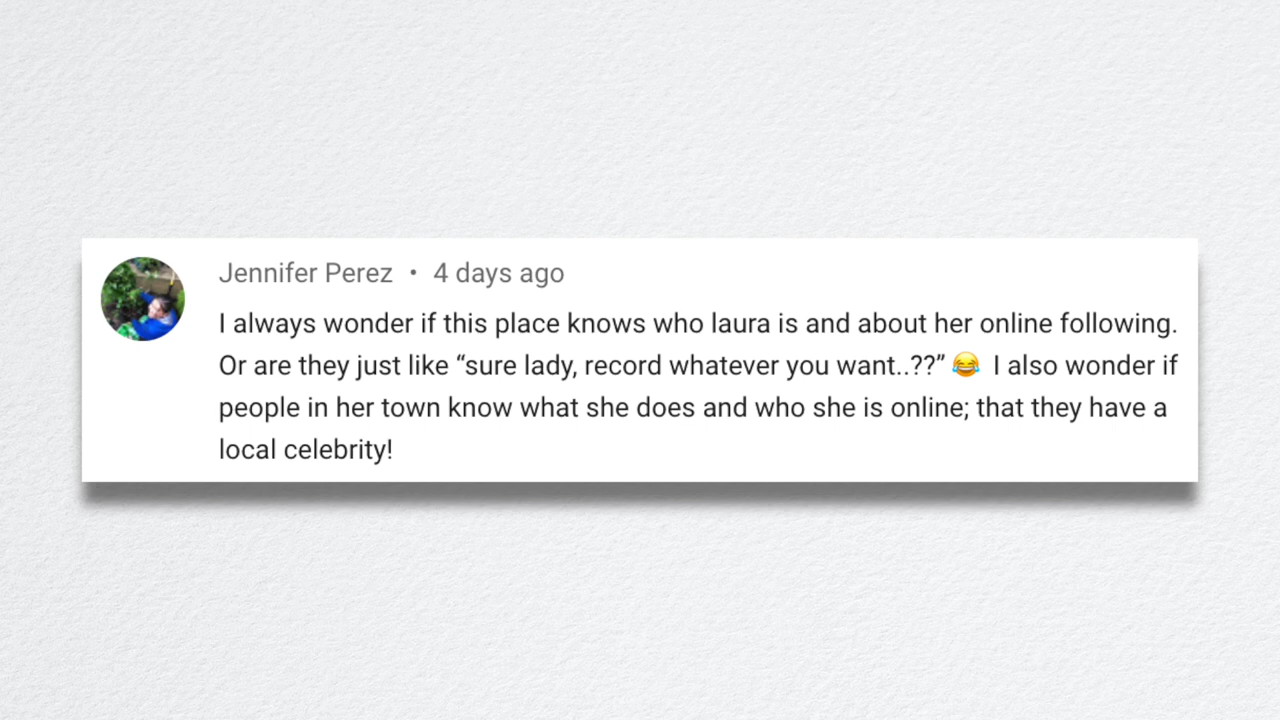 Jennifer Perez • 4 days ago
I always wonder if this place knows who laura is and about her online following.
Or are they just like “sure lady, record whatever you want..??” 😂 I also wonder if
people in her town know what she does and who she is online; that they have a
local celebrity!